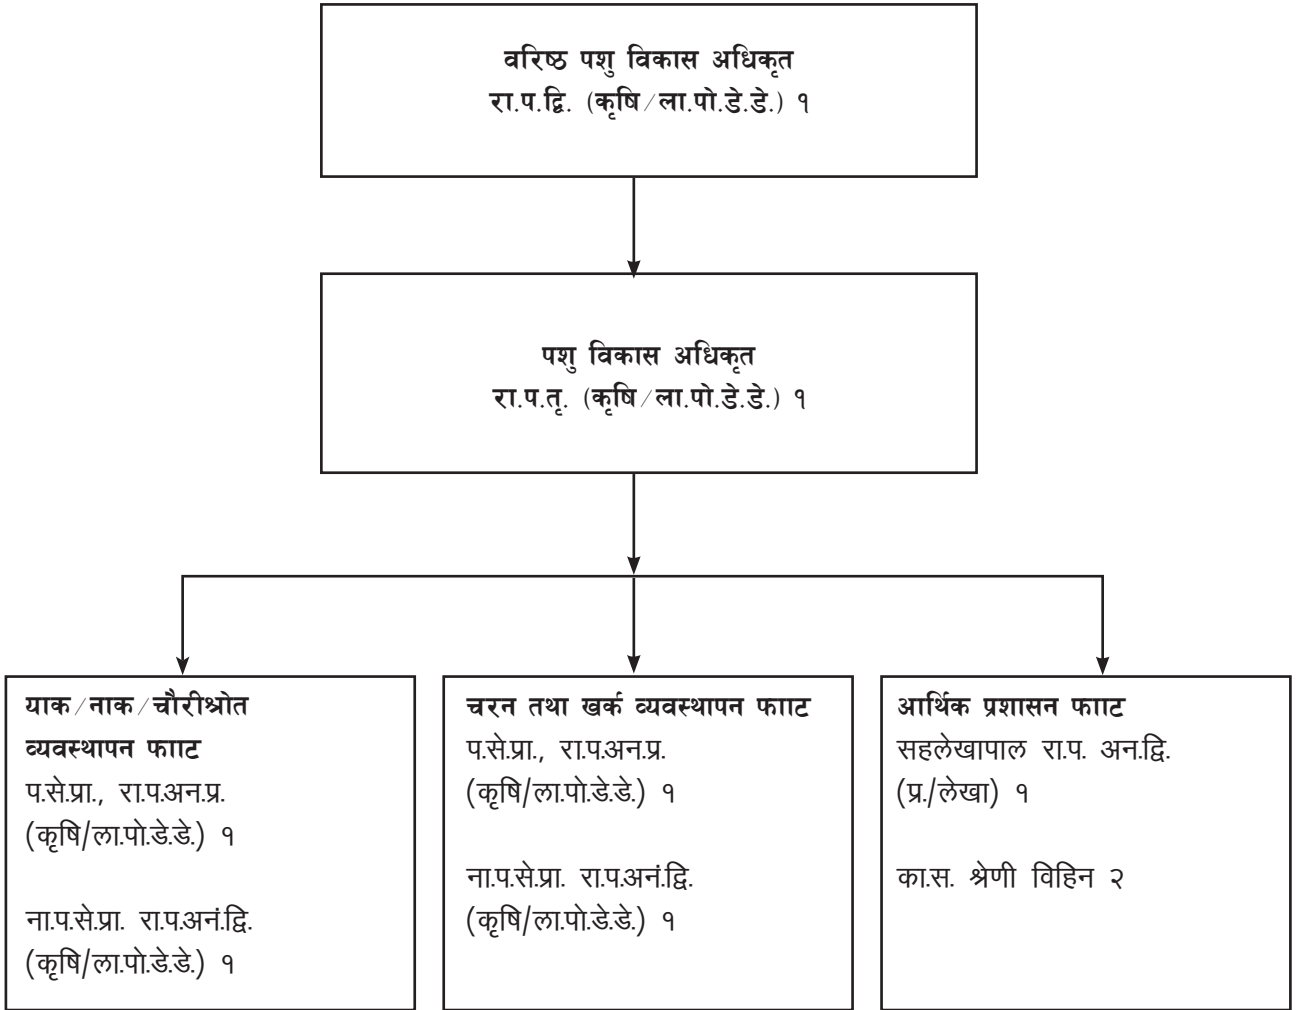 वरिष्ठ पशु विकास अधिकृत
रा.प.द्वि. (कृषि/ला.पो.डे.डे.) १
पशु विकास अधिकृत
रा.प.तृ. (कृषि/ला.पो.डे.डे.) १
याक/नाक/चौरीश्रोत
व्यवस्थापन फााट
प.से.प्रा., रा.प.अन.प्र.
(कृषि/ला.पो.डे.डे.) १
ना.प.से.प्रा. रा.प.अनं.द्वि.
(कृषि/ला.पो.डे.डे.) १
चरन तथा खर्क व्यवस्थापन फााट
प.से.प्रा., रा.प.अन.प्र.
(कृषि/ला.पो.डे.डे.) १
ना.प.से.प्रा. रा.प.अनं.द्वि.
(कृषि/ला.पो.डे.डे.) १
आर्थिक प्रशासन फााट
सहलेखापाल रा.प. अन.द्वि.
(प्र./लेखा) १
का.स. श्रेणी विहिन २